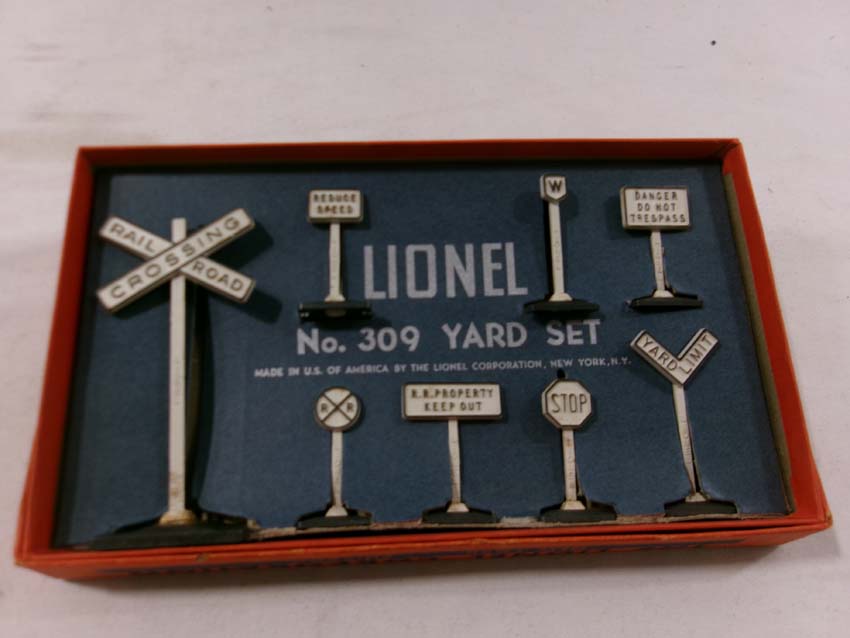 RAIL ROAD
CROSSING
REDUCE
SPEED
W
DANGER
DO NOT
TRESPASS
LIONEL
No. 309 YARD SET
MADE IN U.S. OF AMERICA BY THE LIONEL CORPORATION, NEW YORK, N.Y.
YARD LIMIT
R R
R.R. PROPERTY
KEEP OUT
STOP